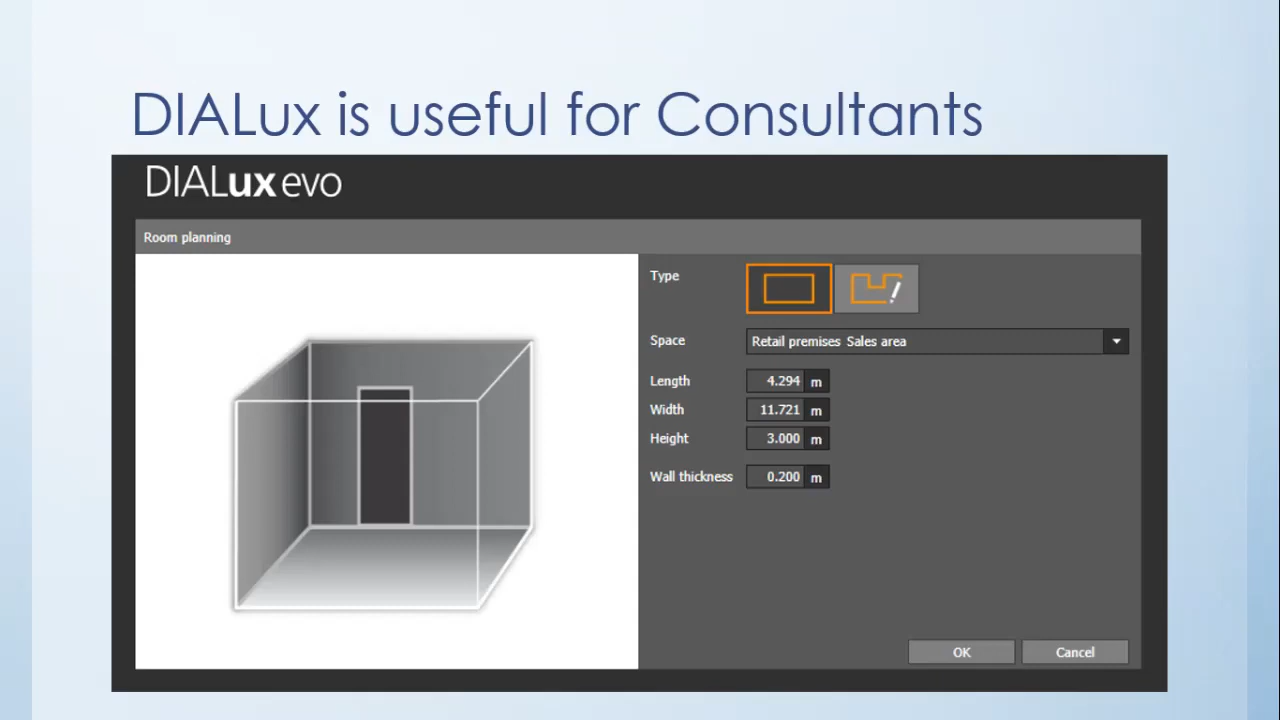 DIALux is useful for Consultants
DIALux evo
Room planning
Type
Space Retail premises Sales area
Length 4.294 m
Width 11.721 m
Height 3.000 m
Wall thickness 0.200 m
OK Cancel